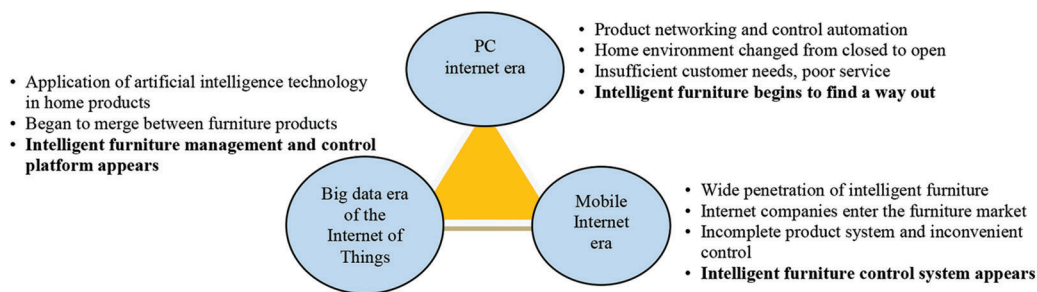 PC
internet era
• Product networking and control automation
• Home environment changed from closed to open
• Insufficient customer needs, poor service
• Intelligent furniture begins to find a way out
• Application of artificial intelligence technology
in home products
• Began to merge between furniture products
• Intelligent furniture management and control
platform appears
Big data era
of the
Internet of
Things
Mobile
Internet
era
• Wide penetration of intelligent furniture
• Internet companies enter the furniture market
• Incomplete product system and inconvenient
control
• Intelligent furniture control system appears